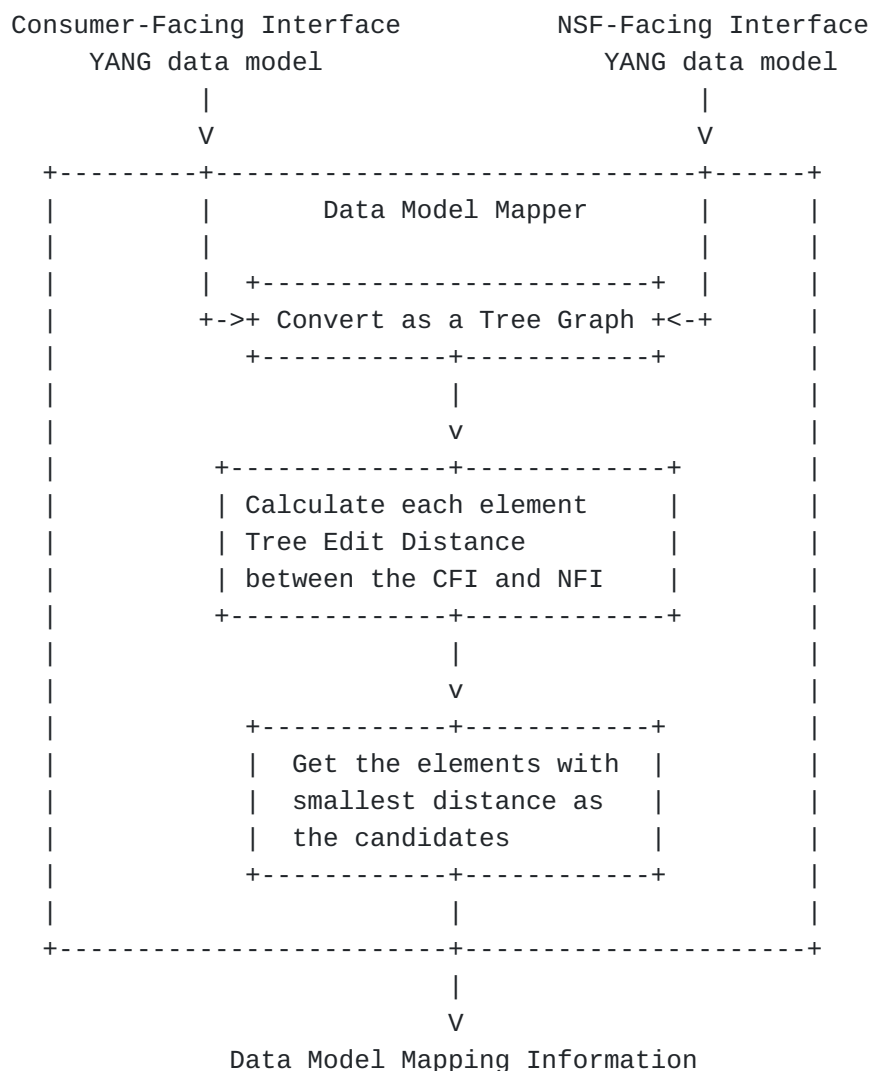 Consumer-Facing Interface NSF-Facing Interface
YANG data model YANG data model
Data Model Mapper
Convert as a Tree Graph
Calculate each element
Tree Edit Distance
between the CFI and NFI
Get the elements with
smallest distance as
the candidates
Data Model Mapping Information